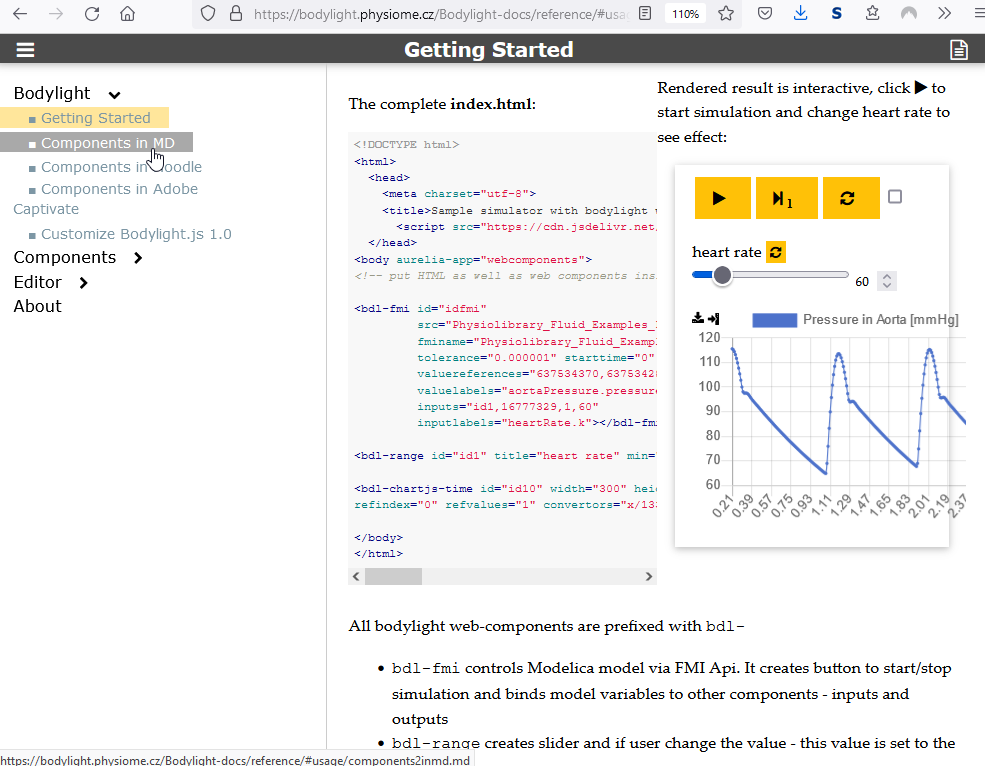 https://bodylight.physiome.cz/Bodylight-docs/reference/#usa
110%
S
Getting Started
Bodylight
Getting Started
Components in MD
Components in Moodle
Components in Adobe
Captivate
Customize Bodylight.js 1.0
Components
Editor
About
The complete index.html:
<!DOCTYPE html>
<html>
<head>
<meta charset="utf-8">
<title>Sample simulator with bodylight
<script src="https://cdn.jsdelivr.net
</head>
<body aurelia-app="webcomponents">
<!-- put HTML as well as web components ins
<bdl-fmi id="idfmi"
src="Physiolibrary_Fluid_Examples_
fminame="Physiolibrary_Fluid_Exampl
tolerance="0.000001" starttime="0"
valuereferences="637534370,6375342
valuelabels="aortaPressure.pressure
inputs="id1,16777329,1,60"
inputlabels="heartRate.k"></bdl-fmi
<bdl-range id="id1" title="heart rate" min=
<bdl-chartjs-time id="id10" width="300" hei
refindex="0" refvalues="1" convertors="x/133
</body>
</html>
Rendered result is interactive, click ▶ to
start simulation and change heart rate to
see effect:
1
heart rate
60
Pressure in Aorta [mmHg]
120
110
100
90
80
70
60
0.21 0.39 0.57 0.75 0.93 1.11 1.29 1.47 1.65 1.83 2.01 2.19 2.37
All bodylight web-components are prefixed with bdl-
• bdl-fmi controls Modelica model via FMI Api. It creates button to start/stop
simulation and binds model variables to other components - inputs and
outputs
• bdl-range creates slider and if user change the value - this value is set to the
https://bodylight.physiome.cz/Bodylight-docs/reference/#usage/components2inmd.md